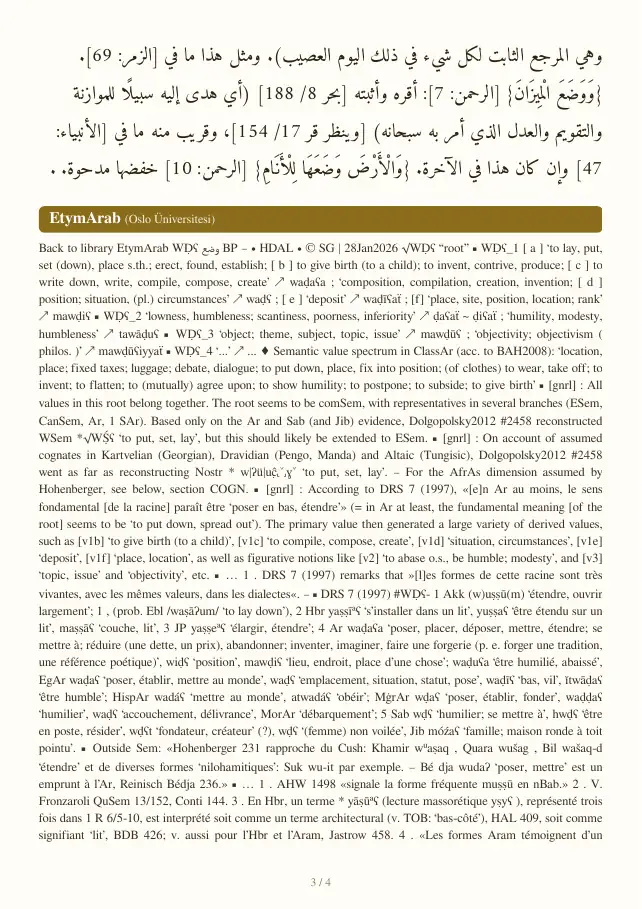 وهي المرجع الثابت لكل شيء في ذلك اليوم العصيب). ومثل هذا ما في [الزمر: 69].
{وَوَضَعَ الْمِيزَانَ} [الرحمن: 7]: أقره وأثبته [بحر 8/ 188] (أي هدى إليه سبيلًا للموازنة
والتقويم والعدل الذي أمر به سبحانه) [وينظر قر 17/ 154]، وقريب منه ما في [الأنبياء:
47] وإن كان هذا في الآخرة. {وَالْأَرْضَ وَضَعَهَا لِلْأَنَامِ} [الرحمن: 10] خفضها مدحوة. .
EtymArab (Oslo Üniversitesi)
Back to library EtymArab WḌʕ وضع BP – • HDAL • © SG | 28Jan2026 √WḌʕ “root” ▪ WḌʕ_1 [ a ] ‘to lay, put,
set (down), place s.th.; erect, found, establish; [ b ] to give birth (to a child); to invent, contrive, produce; [ c ] to
write down, write, compile, compose, create’ ↗ waḍaʕa ; ‘composition, compilation, creation, invention; [ d ]
position; situation, (pl.) circumstances’ ↗ waḍʕ ; [ e ] ‘deposit’ ↗ waḍīʕaẗ ; [f] ‘place, site, position, location; rank’
↗ mawḍiʕ ▪ WḌʕ_2 ‘lowness, humbleness; scantiness, poorness, inferiority’ ↗ ḍaʕaẗ ~ ḍiʕaẗ ; ‘humility, modesty,
humbleness’ ↗ tawāḍuʕ ▪ WḌʕ_3 ‘object; theme, subject, topic, issue’ ↗ mawḍūʕ ; ‘objectivity; objectivism (
philos. )’ ↗ mawḍūʕiyyaẗ ▪ WḌʕ_4 ‘...’ ↗ ... ♦ Semantic value spectrum in ClassAr (acc. to BAH2008): ‘location,
place; fixed taxes; luggage; debate, dialogue; to put down, place, fix into position; (of clothes) to wear, take off; to
invent; to flatten; to (mutually) agree upon; to show humility; to postpone; to subside; to give birth’ ▪ [gnrl] : All
values in this root belong together. The root seems to be comSem, with representatives in several branches (ESem,
CanSem, Ar, 1 SAr). Based only on the Ar and Sab (and Jib) evidence, Dolgopolsky2012 #2458 reconstructed
WSem *√WṢ́ʕ ‘to put, set, lay’, but this should likely be extended to ESem. ▪ [gnrl] : On account of assumed
cognates in Kartvelian (Georgian), Dravidian (Pengo, Manda) and Altaic (Tungisic), Dolgopolsky2012 #2458
went as far as reconstructing Nostr * ‘to put, set, lay’. – For the AfrAs dimension assumed by
Hohenberger, see below, section COGN. ▪ [gnrl] : According to DRS 7 (1997), «[e]n Ar au moins, le sens
fondamental [de la racine] paraît être ‘poser en bas, étendre’» (= in Ar at least, the fundamental meaning [of the
root] seems to be ‘to put down, spread out’). The primary value then generated a large variety of derived values,
such as [v1b] ‘to give birth (to a child)’, [v1c] ‘to compile, compose, create’, [v1d] ‘situation, circumstances’, [v1e]
‘deposit’, [v1f] ‘place, location’, as well as figurative notions like [v2] ‘to abase o.s., be humble; modesty’, and [v3]
‘topic, issue’ and ‘objectivity’, etc. ▪ … 1 . DRS 7 (1997) remarks that »[l]es formes de cette racine sont très
vivantes, avec les mêmes valeurs, dans les dialectes«. – ▪ DRS 7 (1997) #WḌʕ- 1 Akk (w)uṣṣû(m) ‘étendre, ouvrir
largement’; 1 , (prob. Ebl /waṣāʔum/ ‘to lay down’), 2 Hbr yaṣṣīᵃʕ ‘s’installer dans un lit’, yuṣṣaʕ ‘être étendu sur un
lit’, maṣṣāʕ ‘couche, lit’, 3 JP yaṣṣeᵃʕ ‘élargir, étendre’; 4 Ar waḍaʕa ‘poser, placer, déposer, mettre, étendre; se
mettre à; réduire (une dette, un prix), abandonner; inventer, imaginer, faire une forgerie (p. e. forger une tradition,
une référence poétique)’, wiḍʕ ‘position’, mawḍiʕ ‘lieu, endroit, place d’une chose’; waḍuʕa ‘être humilié, abaissé’,
EgAr waḍaʕ ‘poser, établir, mettre au monde’, waḍʕ ‘emplacement, situation, statut, pose’, waḍīʕ ‘bas, vil’, ïtwāḍaʕ
‘être humble’; HispAr wadáʕ ‘mettre au monde’, atwadaʕ ‘obéir’; MġrAr wḍaʕ ‘poser, établir, fonder’, waḍḍaʕ
‘humilier’, waḍʕ ‘accouchement, délivrance’, MorAr ‘débarquement’; 5 Sab wḍʕ ‘humilier; se mettre à’, hwḍʕ ‘être
en poste, résider’, wḍʕt ‘fondateur, créateur’ (?), wḍʕ ‘(femme) non voilée’, Jib móźaʕ ‘famille; maison ronde à toit
pointu’. ▪ Outside Sem: «Hohenberger 231 rapproche du Cush: Khamir wᵘaṣaq , Quara wušag , Bil wašaq-d
‘étendre’ et de diverses formes ‘nilohamitiques’: Suk wu-it par exemple. – Bé dja wudaʔ ‘poser, mettre’ est un
emprunt à l’Ar, Reinisch Bédja 236.» ▪ … 1 . AHW 1498 «signale la forme fréquente muṣṣû en nBab.» 2 . V.
Fronzaroli QuSem 13/152, Conti 144. 3 . En Hbr, un terme * yāṣūᵃʕ (lecture massorétique yṣyʕ ), représenté trois
fois dans 1 R 6/5-10, est interprété soit comme un terme architectural (v. TOB: ‘bas-côté’), HAL 409, soit comme
signifiant ‘lit’, BDB 426; v. aussi pour l’Hbr et l’Aram, Jastrow 458. 4 . «Les formes Aram témoignent d’un
3 / 4